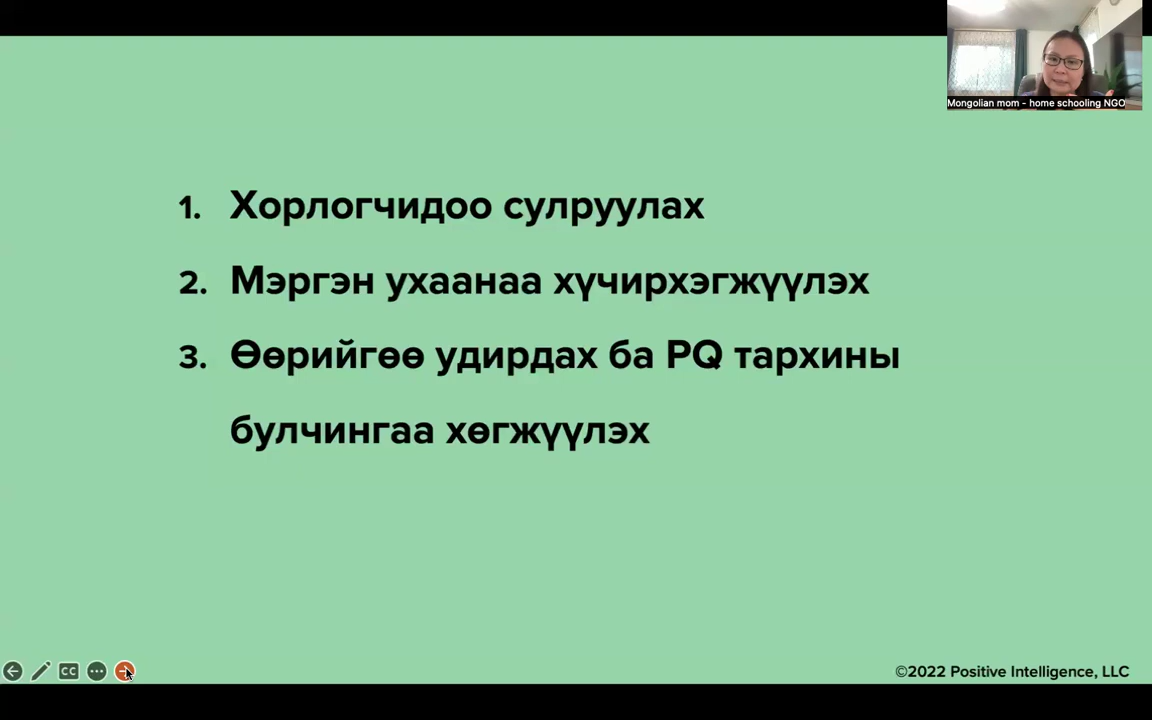 Mongolian mom - home schooling NGO
1. Хорлогчидоо сулруулах
2. Мэргэн ухаанаа хүчирхэгжүүлэх
3. Өөрийгөө удирдах ба PQ тархины
булчингаа хөгжүүлэх
CC
©2022 Positive Intelligence, LLC